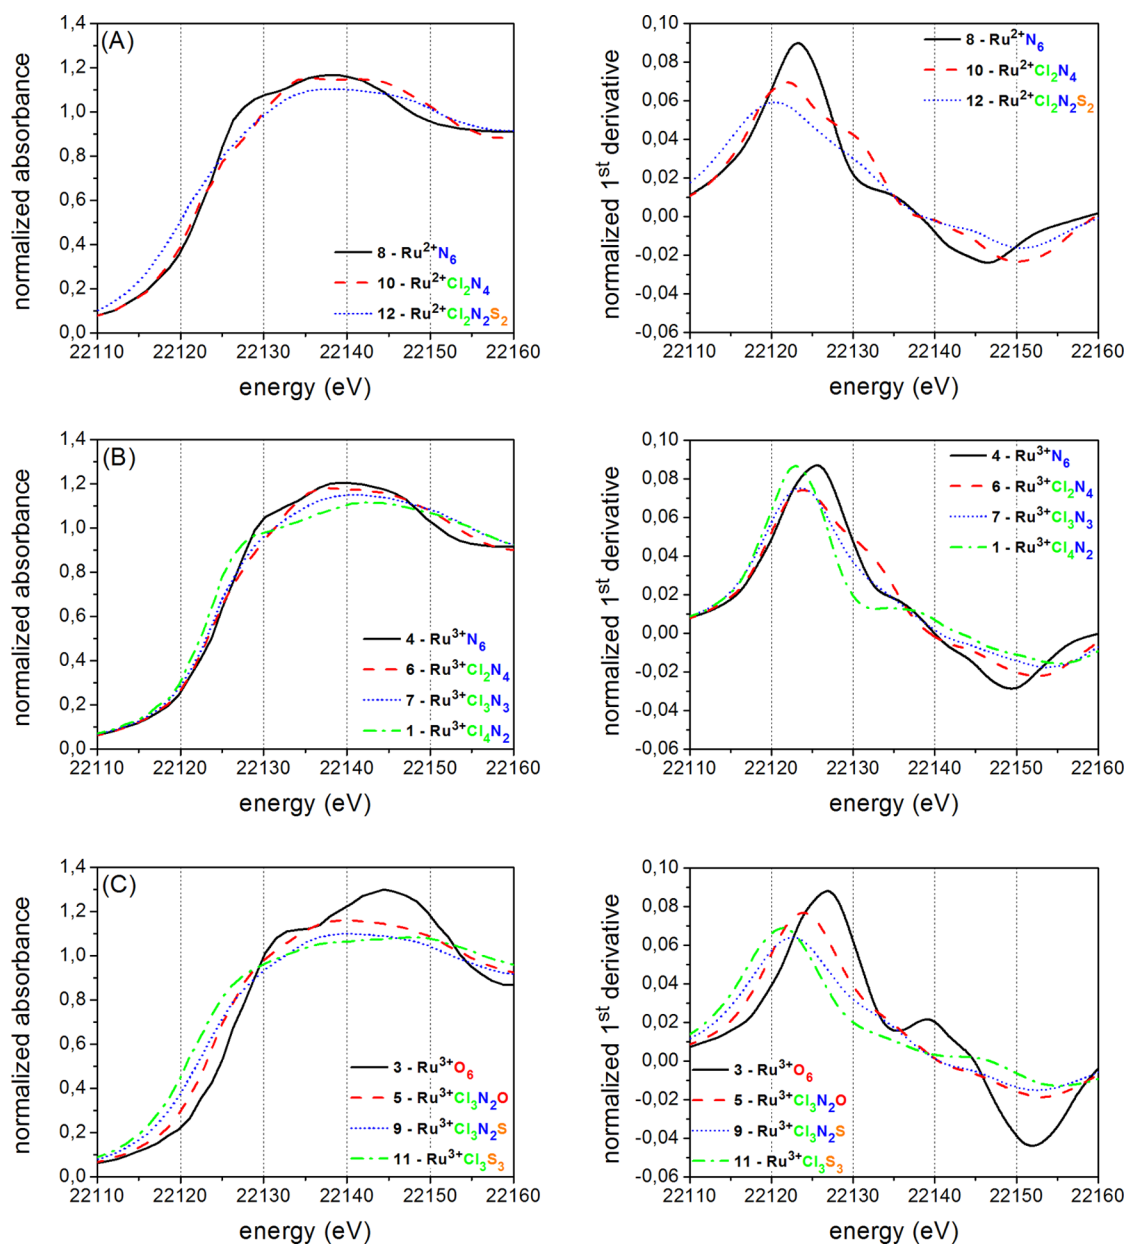 (A)
normalized absorbance
1,4
1,2
1,0
0,8
0,6
0,4
0,2
0,0
8 - Ru²⁺N₆
10 - Ru²⁺Cl₂N₄
12 - Ru²⁺Cl₂N₂S₂
22110 22120 22130 22140 22150 22160
energy (eV)
normalized 1ˢᵗ derivative
0,10
0,08
0,06
0,04
0,02
0,00
-0,02
-0,04
-0,06
8 - Ru²⁺N₆
10 - Ru²⁺Cl₂N₄
12 - Ru²⁺Cl₂N₂S₂
22110 22120 22130 22140 22150 22160
energy (eV)
(B)
normalized absorbance
1,4
1,2
1,0
0,8
0,6
0,4
0,2
0,0
4 - Ru³⁺N₆
6 - Ru³⁺Cl₂N₄
7 - Ru³⁺Cl₃N₃
1 - Ru³⁺Cl₄N₂
22110 22120 22130 22140 22150 22160
energy (eV)
normalized 1ˢᵗ derivative
0,10
0,08
0,06
0,04
0,02
0,00
-0,02
-0,04
-0,06
4 - Ru³⁺N₆
6 - Ru³⁺Cl₂N₄
7 - Ru³⁺Cl₃N₃
1 - Ru³⁺Cl₄N₂
22110 22120 22130 22140 22150 22160
energy (eV)
(C)
normalized absorbance
1,4
1,2
1,0
0,8
0,6
0,4
0,2
0,0
3 - Ru³⁺O₆
5 - Ru³⁺Cl₃N₂O
9 - Ru³⁺Cl₃N₂S
11 - Ru³⁺Cl₃S₃
22110 22120 22130 22140 22150 22160
energy (eV)
normalized 1ˢᵗ derivative
0,10
0,08
0,06
0,04
0,02
0,00
-0,02
-0,04
-0,06
3 - Ru³⁺O₆
5 - Ru³⁺Cl₃N₂O
9 - Ru³⁺Cl₃N₂S
11 - Ru³⁺Cl₃S₃
22110 22120 22130 22140 22150 22160
energy (eV)